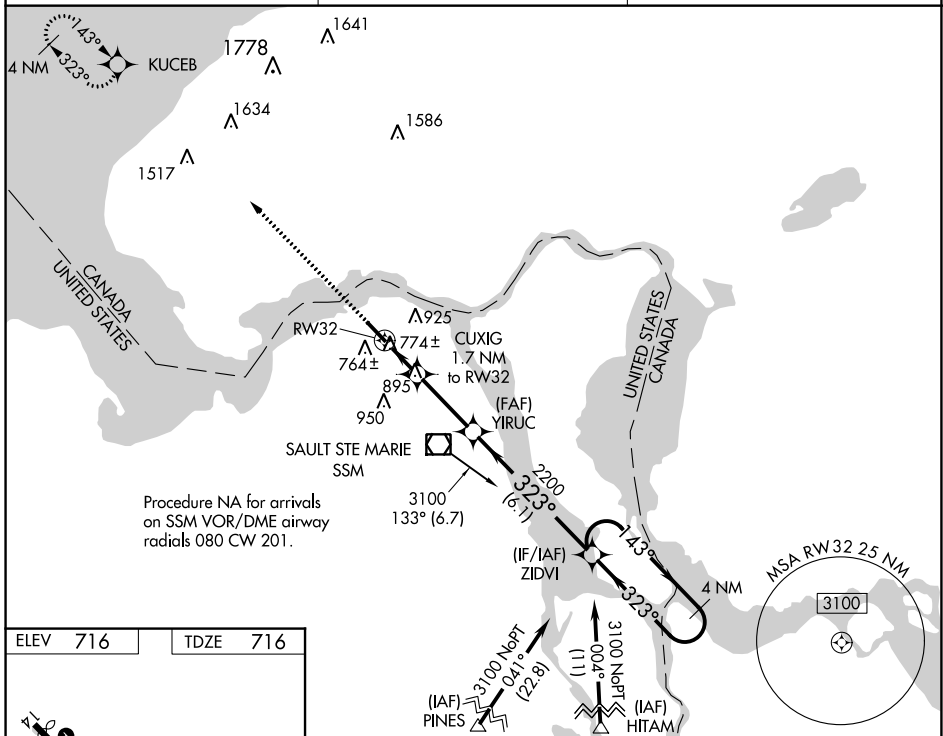 143°
323°
4 NM
KUCEB
1641
1778
1634
1586
1517
CANADA
UNITED STATES
UNITED STATES
CANADA
RW32
925
774±
764±
CUXIG
1.7 NM
to RW32
895
950
(FAF)
YIRUC
SAULT STE MARIE
SSM
3100
133° (6.7)
2200
323°
(6.1)
Procedure NA for arrivals
on SSM VOR/DME airway
radials 080 CW 201.
(IF/IAF)
ZIDVI
143°
323°
4 NM
MSA RW32 25 NM
3100
3100 NoPT
041°
(22.8)
(IAF)
PINES
3100 NoPT
004°
(11)
(IAF)
HITAM
ELEV 716
TDZE 716
14